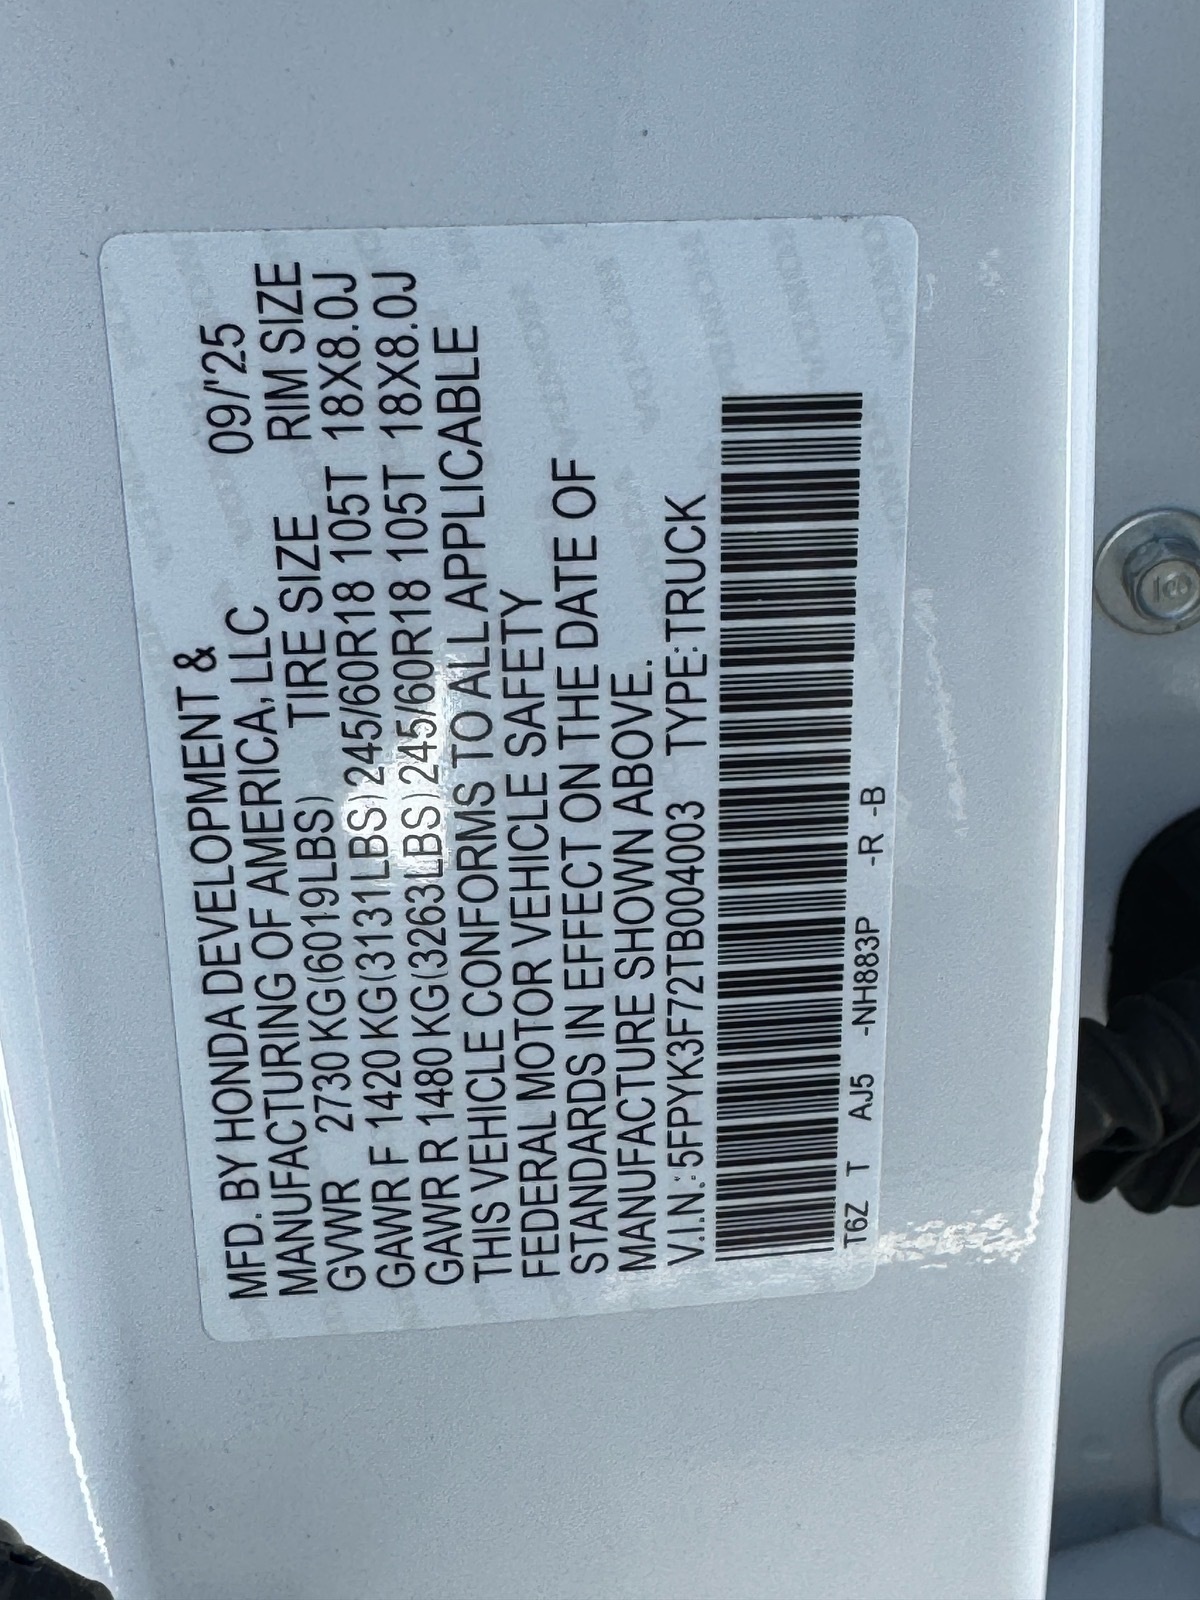 MFD. BY HONDA DEVELOPMENT &
MANUFACTURING OF AMERICA, LLC 09/'25
GVWR 2730 KG(6019LBS) TIRE SIZE RIM SIZE
GAWR F 1420 KG(3131LBS) 245/60R18 105T 18X8.0J
GAWR R 1480 KG(3263LBS) 245/60R18 105T 18X8.0J
THIS VEHICLE CONFORMS TO ALL APPLICABLE
FEDERAL MOTOR VEHICLE SAFETY
STANDARDS IN EFFECT ON THE DATE OF
MANUFACTURE SHOWN ABOVE.
V.I.N.:5FPYK3F72TB004003 TYPE:TRUCK
T6Z T AJ5 -NH883P -R -B